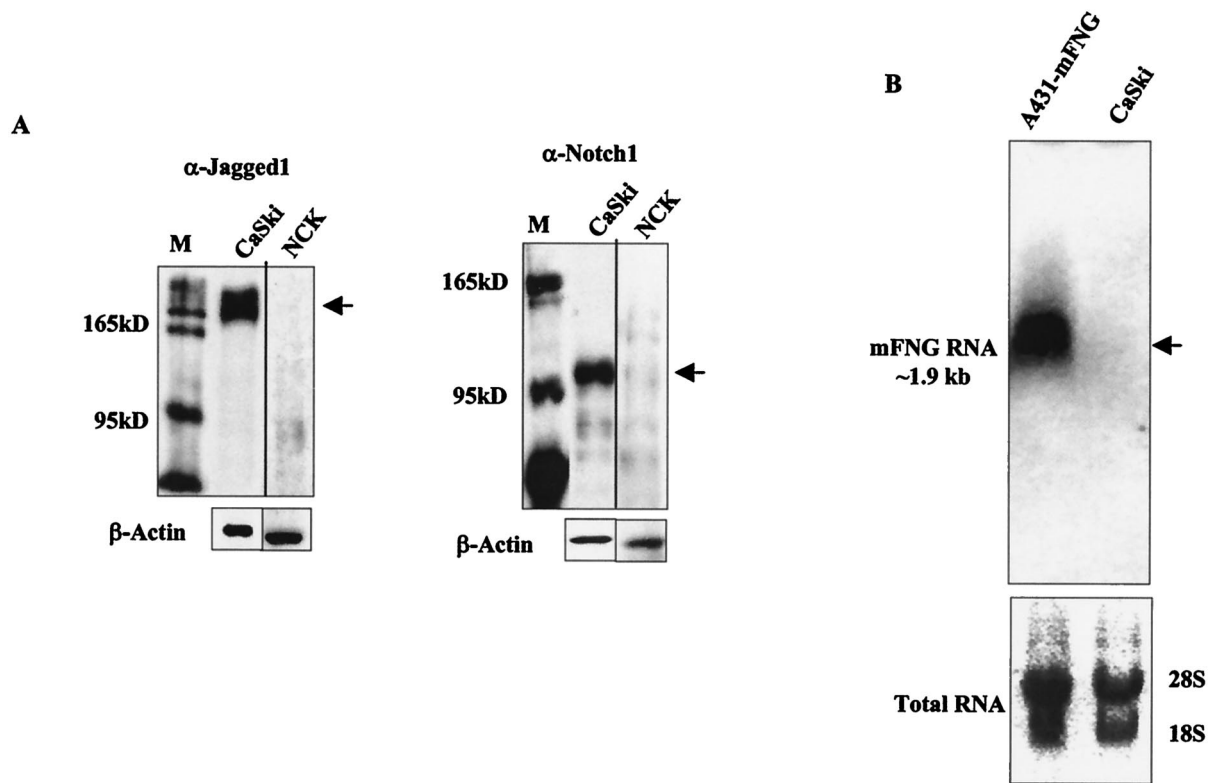 A
α-Jagged1
M CaSki NCK
165kD
95kD
β-Actin
α-Notch1
M CaSki NCK
165kD
95kD
β-Actin
B
A431-mFNG CaSki
mFNG RNA
~1.9 kb
Total RNA
28S
18S